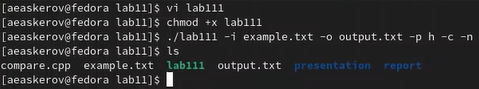 [aeaskerov@fedora lab11]$ vi lab111
[aeaskerov@fedora lab11]$ chmod +x lab111
[aeaskerov@fedora lab11]$ ./lab111 -i example.txt -o output.txt -p h -c -n
[aeaskerov@fedora lab11]$ ls
compare.cpp example.txt lab111 output.txt presentation report
[aeaskerov@fedora lab11]$